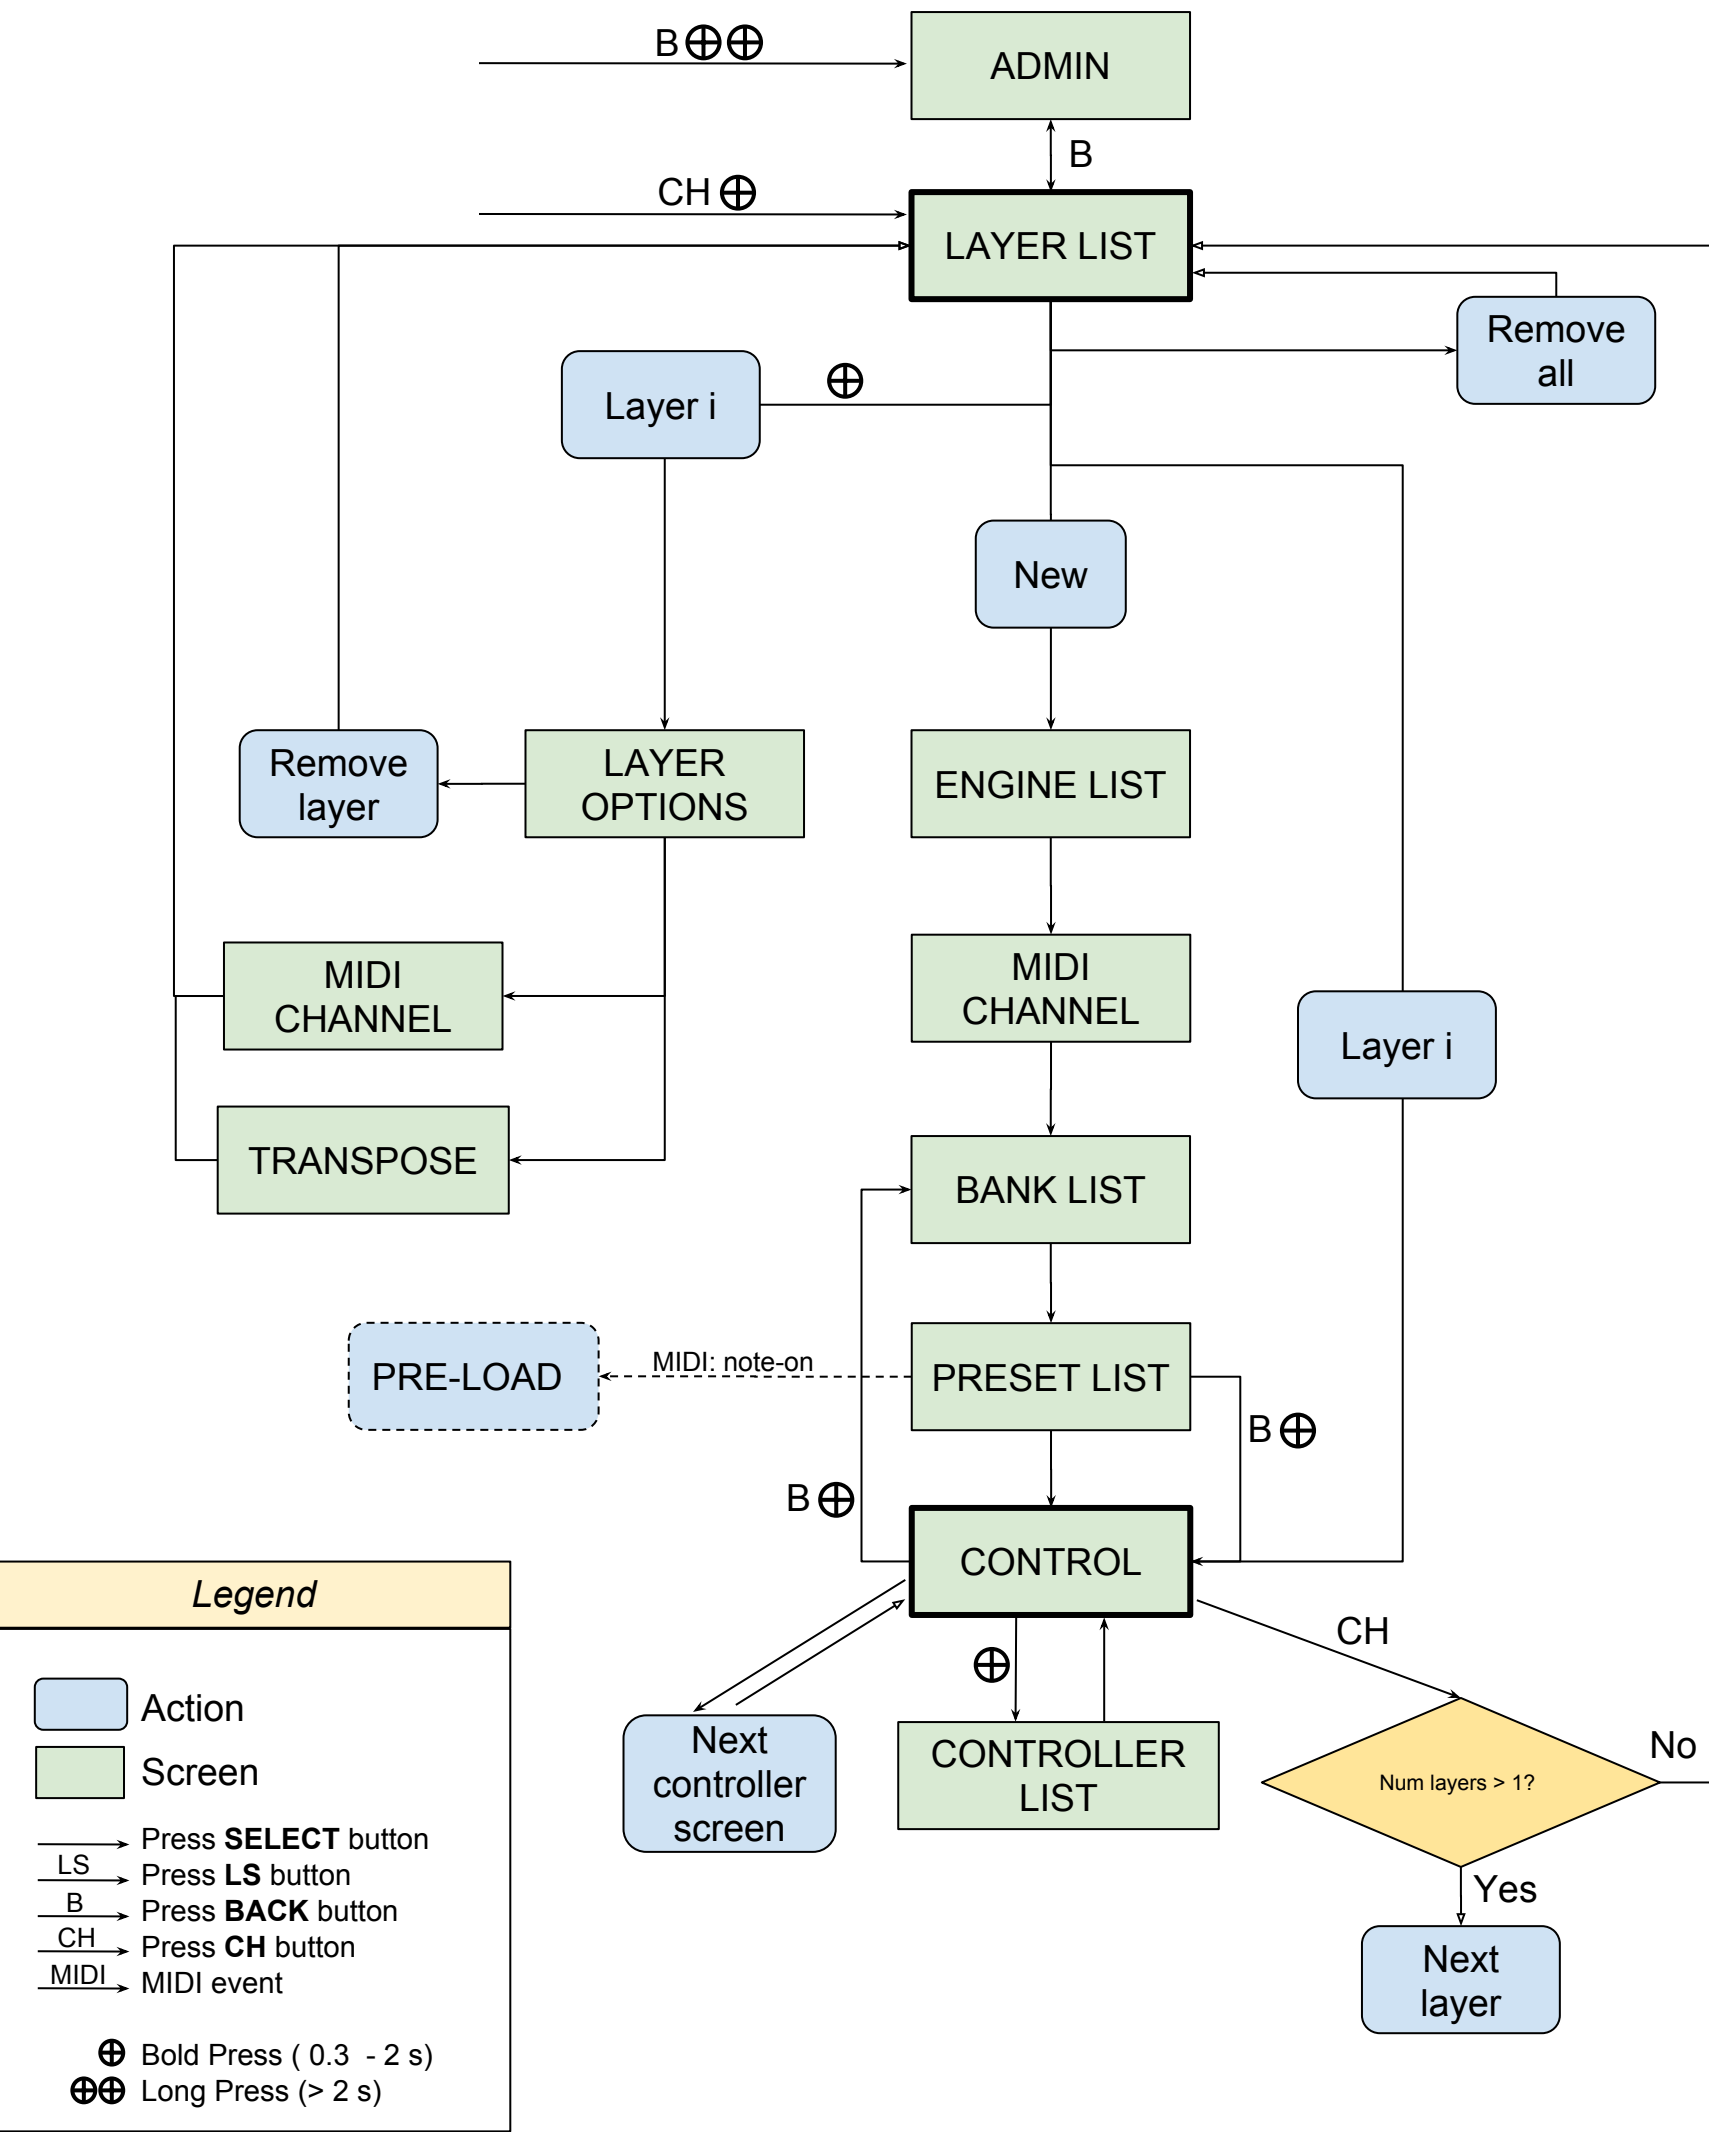 B ⊕⊕
ADMIN
B
CH ⊕
LAYER LIST
Remove
all
Layer i
⊕
New
Remove
layer
LAYER
OPTIONS
ENGINE LIST
MIDI
CHANNEL
MIDI
CHANNEL
Layer i
TRANSPOSE
BANK LIST
PRE-LOAD
MIDI: note-on
PRESET LIST
B ⊕
B ⊕
CONTROL
CH
⊕
Next
controller
screen
CONTROLLER
LIST
Num layers > 1?
No
Yes
Next
layer
Legend
Action
Screen
Press SELECT button
LS Press LS button
B Press BACK button
CH Press CH button
MIDI MIDI event
⊕ Bold Press ( 0.3 - 2 s)
⊕⊕ Long Press (> 2 s)